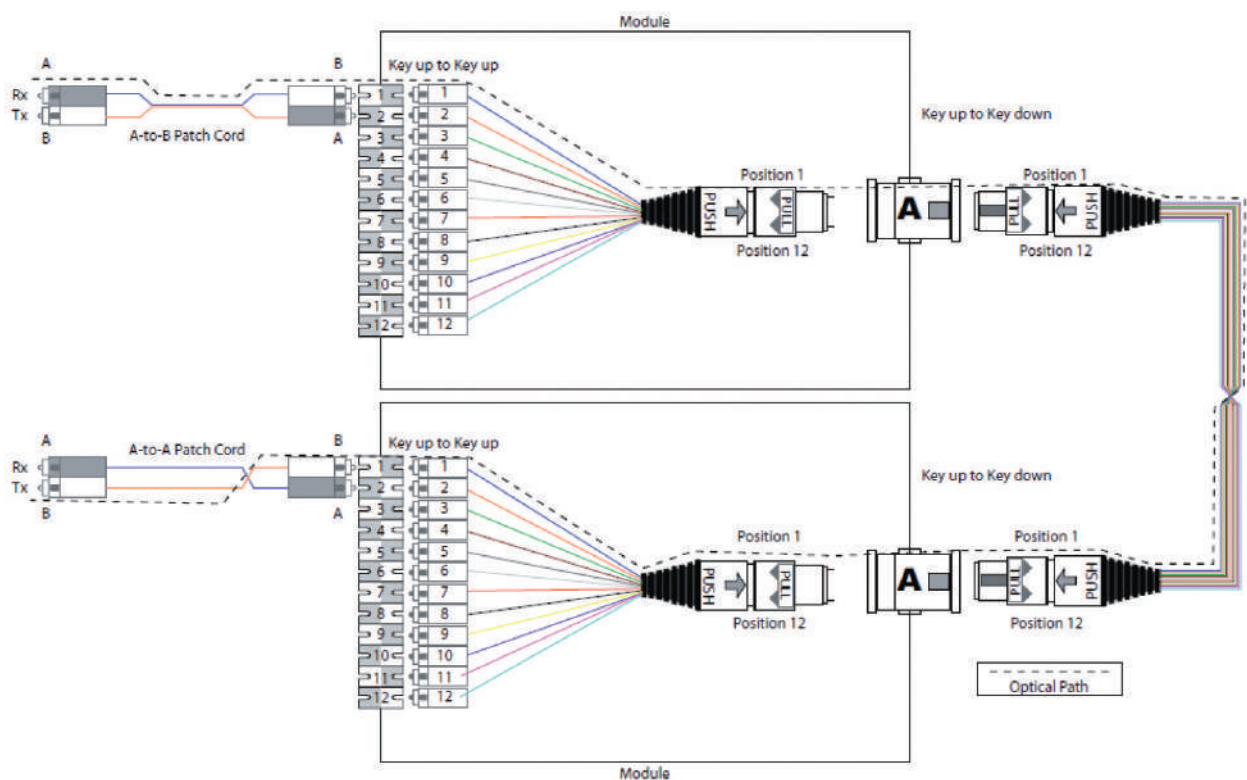 Module
A
B
Key up to Key up
Rx
Tx
B
A-to-B Patch Cord
A
1 1
2 2
3 3
4 4
5 5
6 6
7 7
8 8
9 9
10 10
11 11
12 12
Key up to Key down
Position 1
Position 1
PUSH
PULL
A
PULL
PUSH
Position 12
Position 12
A
A-to-A Patch Cord
B
Key up to Key up
Rx
Tx
B
A
1 1
2 2
3 3
4 4
5 5
6 6
7 7
8 8
9 9
10 10
11 11
12 12
Key up to Key down
Position 1
Position 1
PUSH
PULL
A
PULL
PUSH
Position 12
Position 12
Optical Path
Module